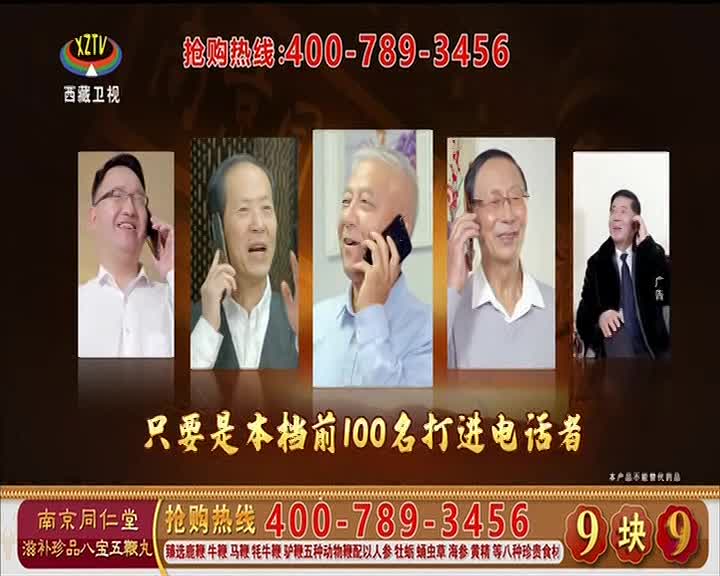 XZTV
西藏卫视
抢购热线:400-789-3456
广告
只要是本档前100名打进电话者
本产品不能替代药品
南京同仁堂
滋补珍品八宝五鞭丸
抢购热线 400-789-3456
臻选鹿鞭 牛鞭 马鞭 牦牛鞭 驴鞭五种动物鞭配以人参 牡蛎 蛹虫草 海参 黄精 等八种珍贵食材
9块9